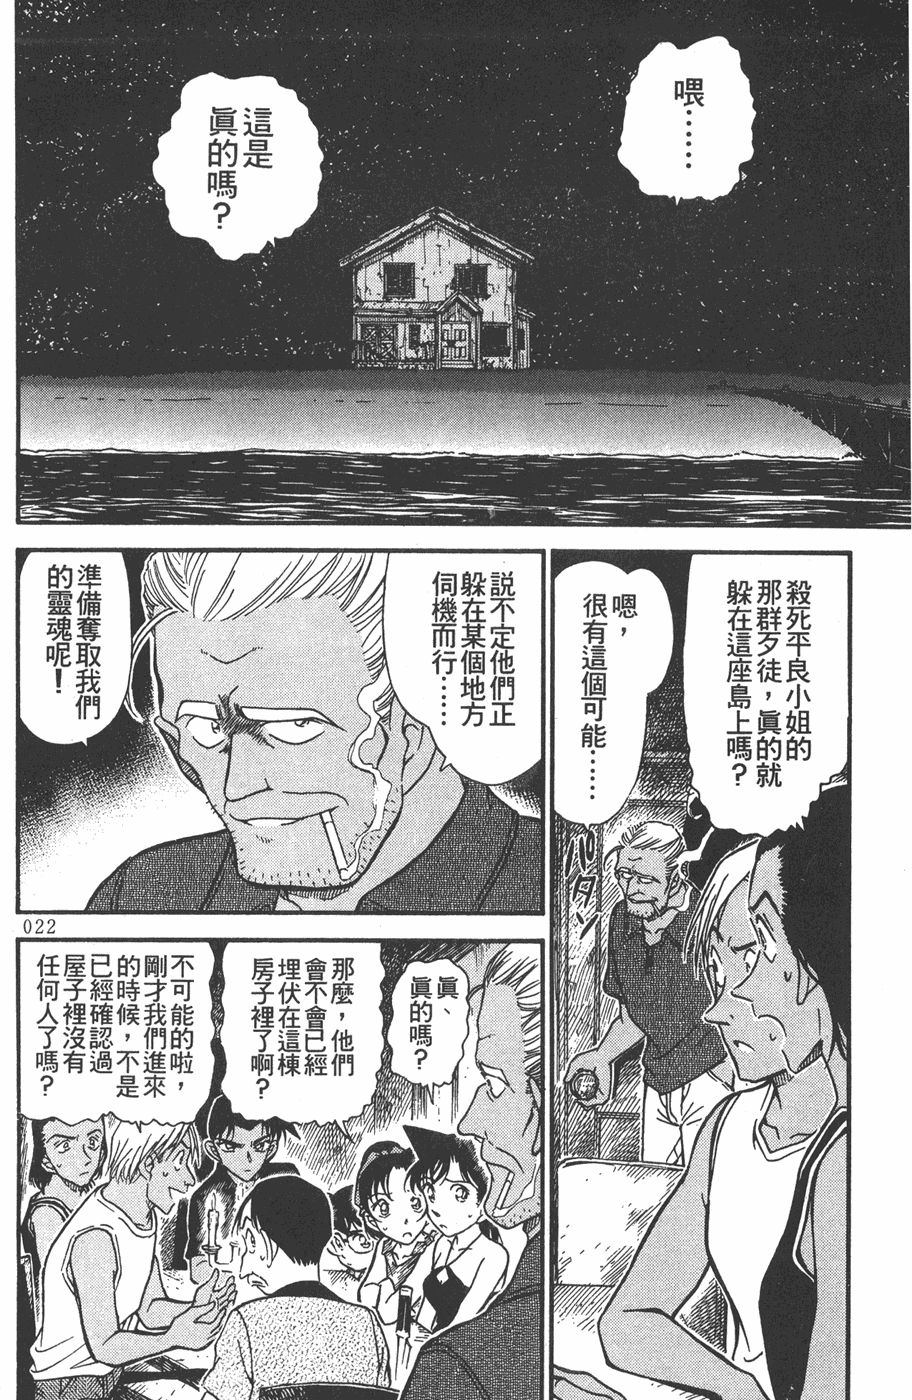 喂……
這是
眞的嗎？
殺死平良小姐的
那群歹徒，眞的就
躲在這座島上嗎？
嗯，
很有這個可能……
パタン
説不定他們正
躲在某個地方
伺機而行……
準備奪取我們
的靈魂呢！
022
眞、
眞的嗎？
那麼，他們
會不會已經
埋伏在這棟
房子裡了啊？
不可能的啦，
剛才我們進來
的時候，不是
已經確認過
屋子裡沒有
任何人了嗎？